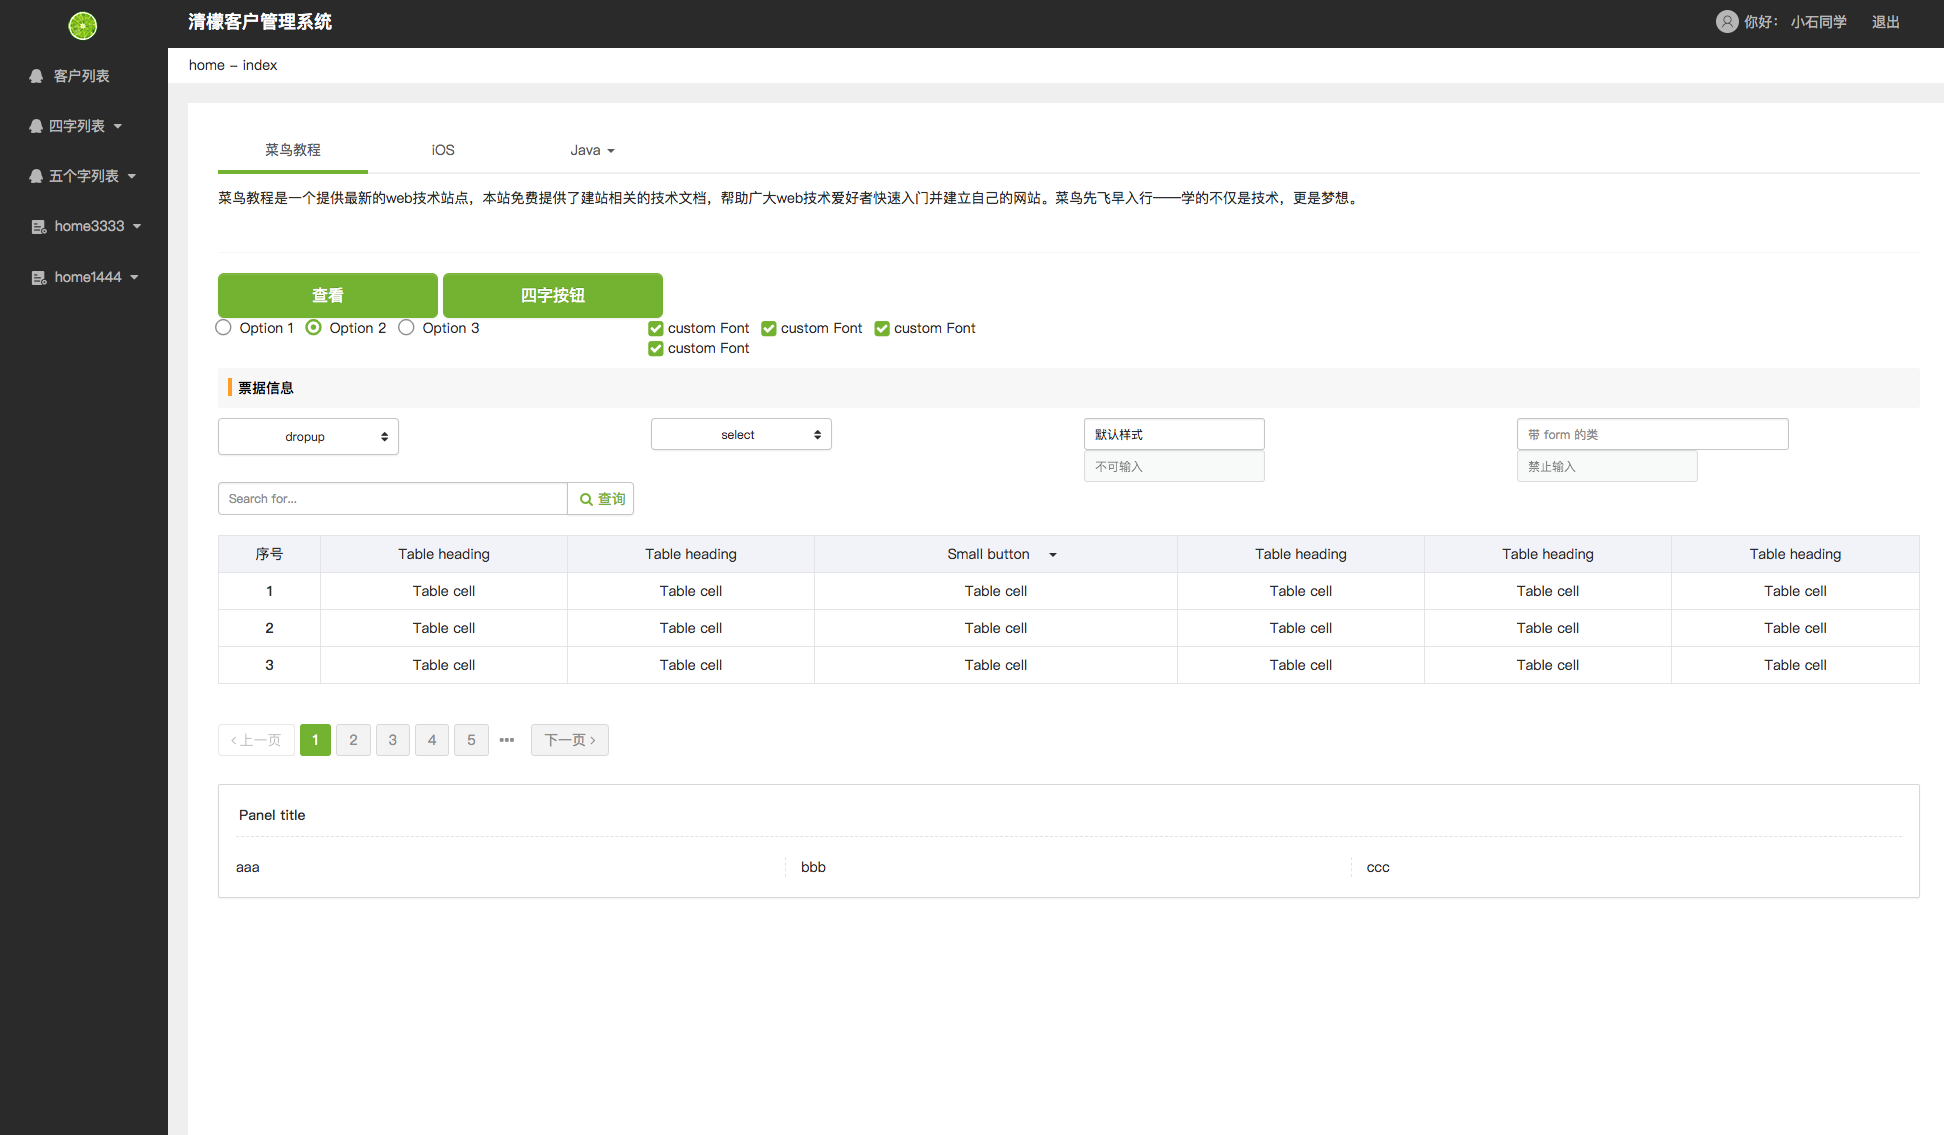 清檬客户管理系统
你好： 小石同学 退出
客户列表
四字列表
五个字列表
home3333
home1444
home – index
菜鸟教程 iOS Java
菜鸟教程是一个提供最新的web技术站点，本站免费提供了建站相关的技术文档，帮助广大web技术爱好者快速入门并建立自己的网站。菜鸟先飞早入行——学的不仅是技术，更是梦想。
查看 四字按钮
Option 1 Option 2 Option 3 custom Font custom Font custom Font
custom Font
票据信息
dropup select 默认样式 带 form 的类
不可输入 禁止输入
Search for... 查询
序号 Table heading Table heading Small button Table heading Table heading Table heading
1 Table cell Table cell Table cell Table cell Table cell Table cell
2 Table cell Table cell Table cell Table cell Table cell Table cell
3 Table cell Table cell Table cell Table cell Table cell Table cell
‹ 上一页 1 2 3 4 5 ••• 下一页 ›
Panel title
aaa bbb ccc